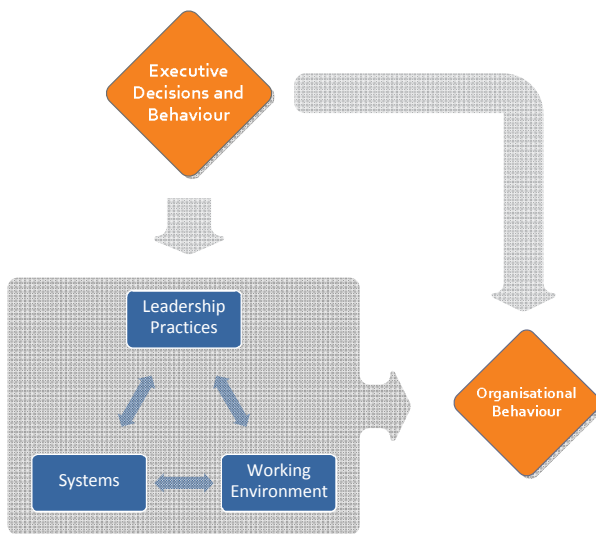 Executive
Decisions and
Behaviour
Leadership
Practices
Organisational
Behaviour
Systems
Working
Environment